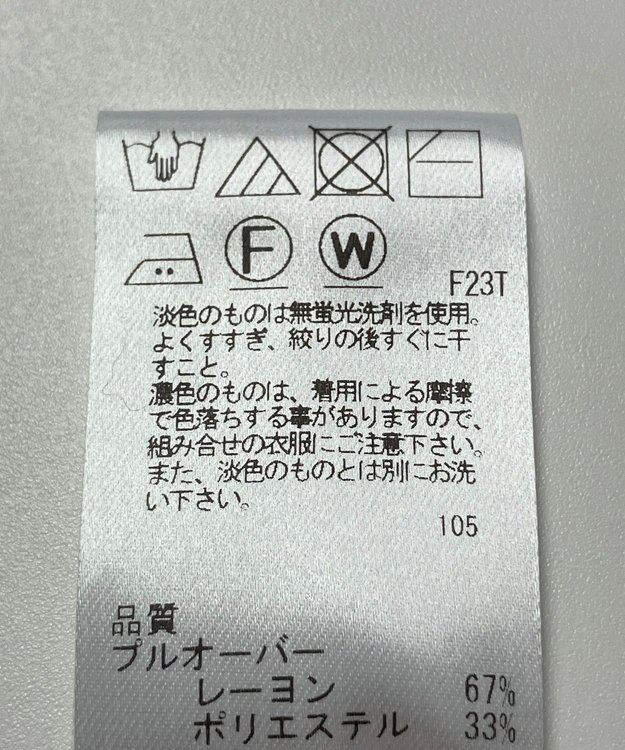 F
W
F23T
淡色のものは無蛍光洗剤を使用。
よくすすぎ、絞りの後すぐに干
すこと。
濃色のものは、着用による摩擦
で色落ちする事がありますので、
組み合せの衣服にご注意下さい。
また、淡色のものとは別にお洗
い下さい。
105
品質
プルオーバー
レーヨン 67%
ポリエステル 33%